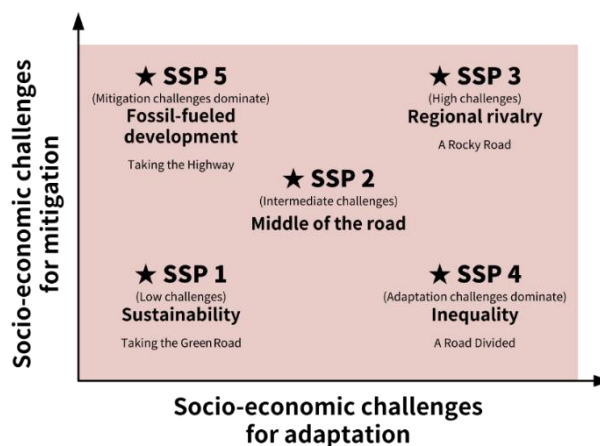 Socio-economic challenges
for mitigation
★ SSP 5
(Mitigation challenges dominate)
Fossil-fueled
development
Taking the Highway
★ SSP 3
(High challenges)
Regional rivalry
A Rocky Road
★ SSP 2
(Intermediate challenges)
Middle of the road
★ SSP 1
(Low challenges)
Sustainability
Taking the Green Road
★ SSP 4
(Adaptation challenges dominate)
Inequality
A Road Divided
Socio-economic challenges
for adaptation